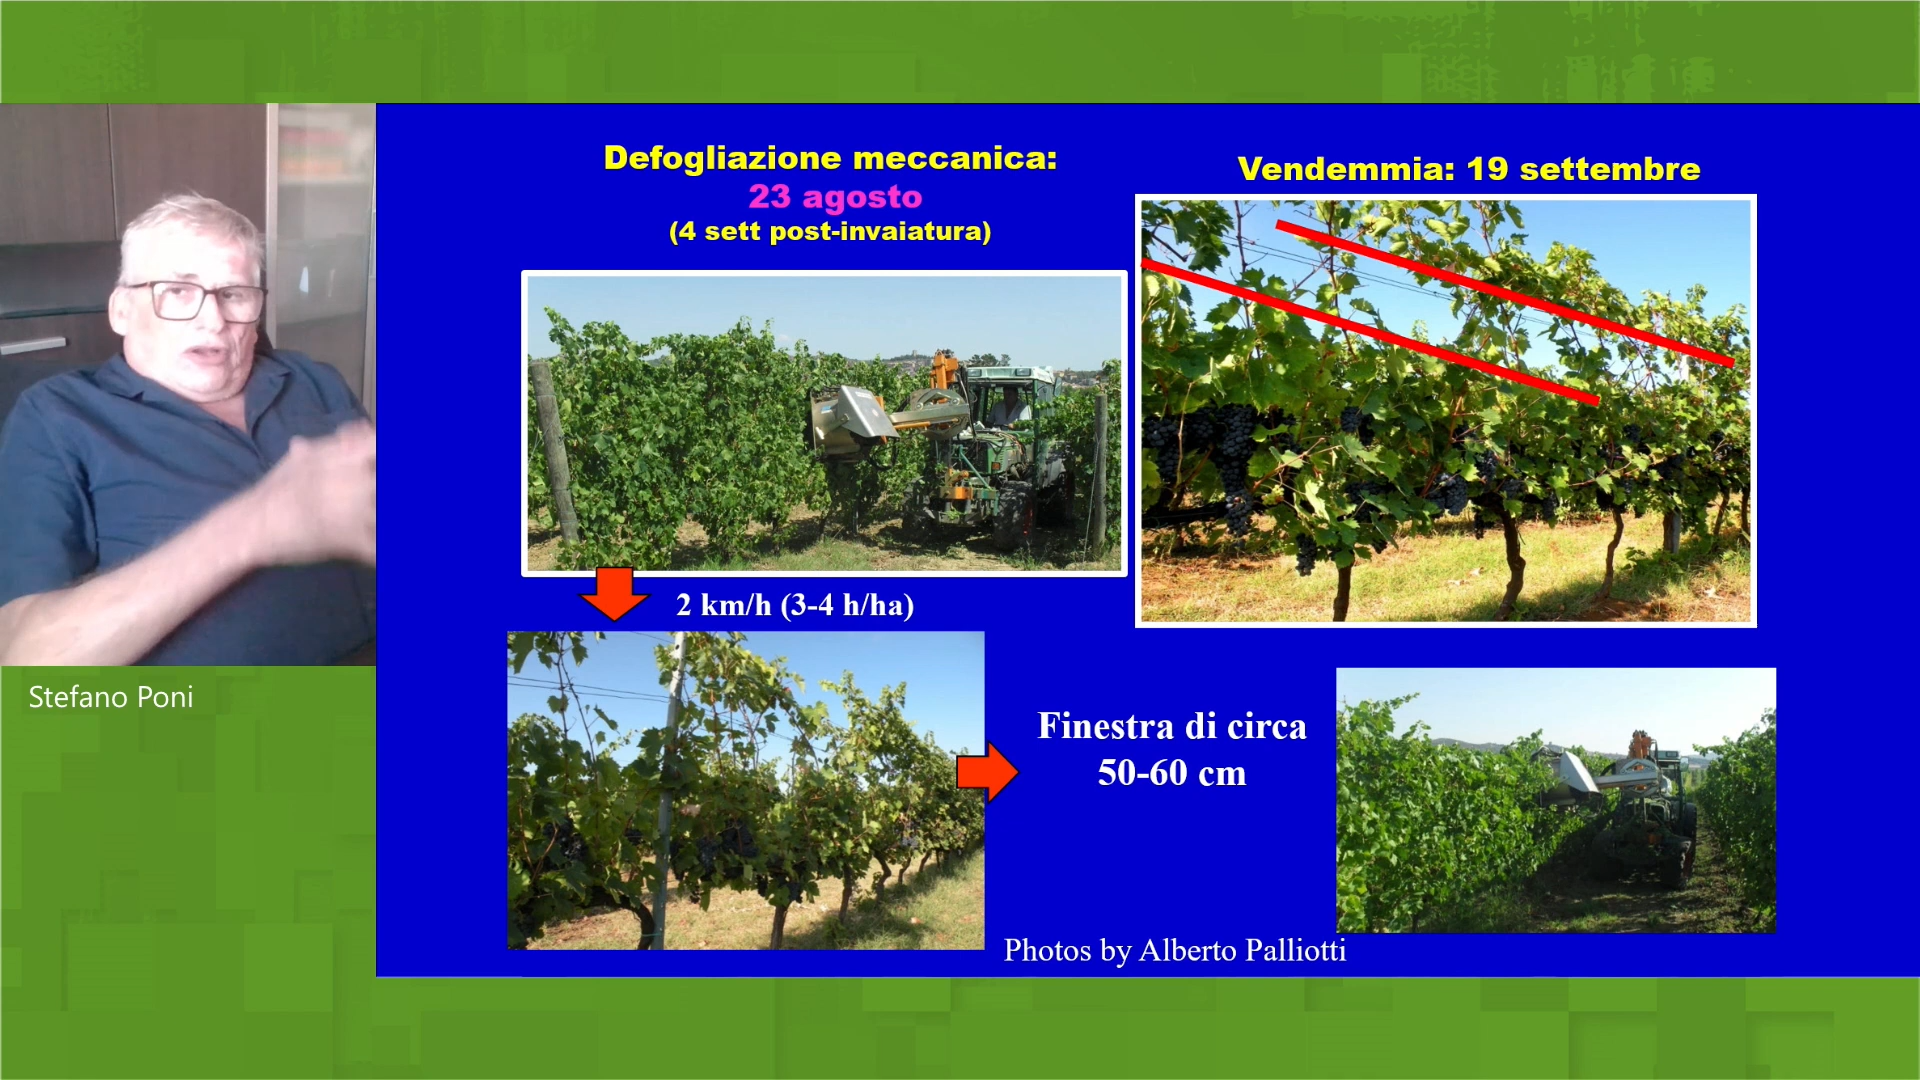 Defogliazione meccanica:
23 agosto
(4 sett post-invaiatura)
Vendemmia: 19 settembre
2 km/h (3-4 h/ha)
Stefano Poni
Finestra di circa
50-60 cm
Photos by Alberto Palliotti